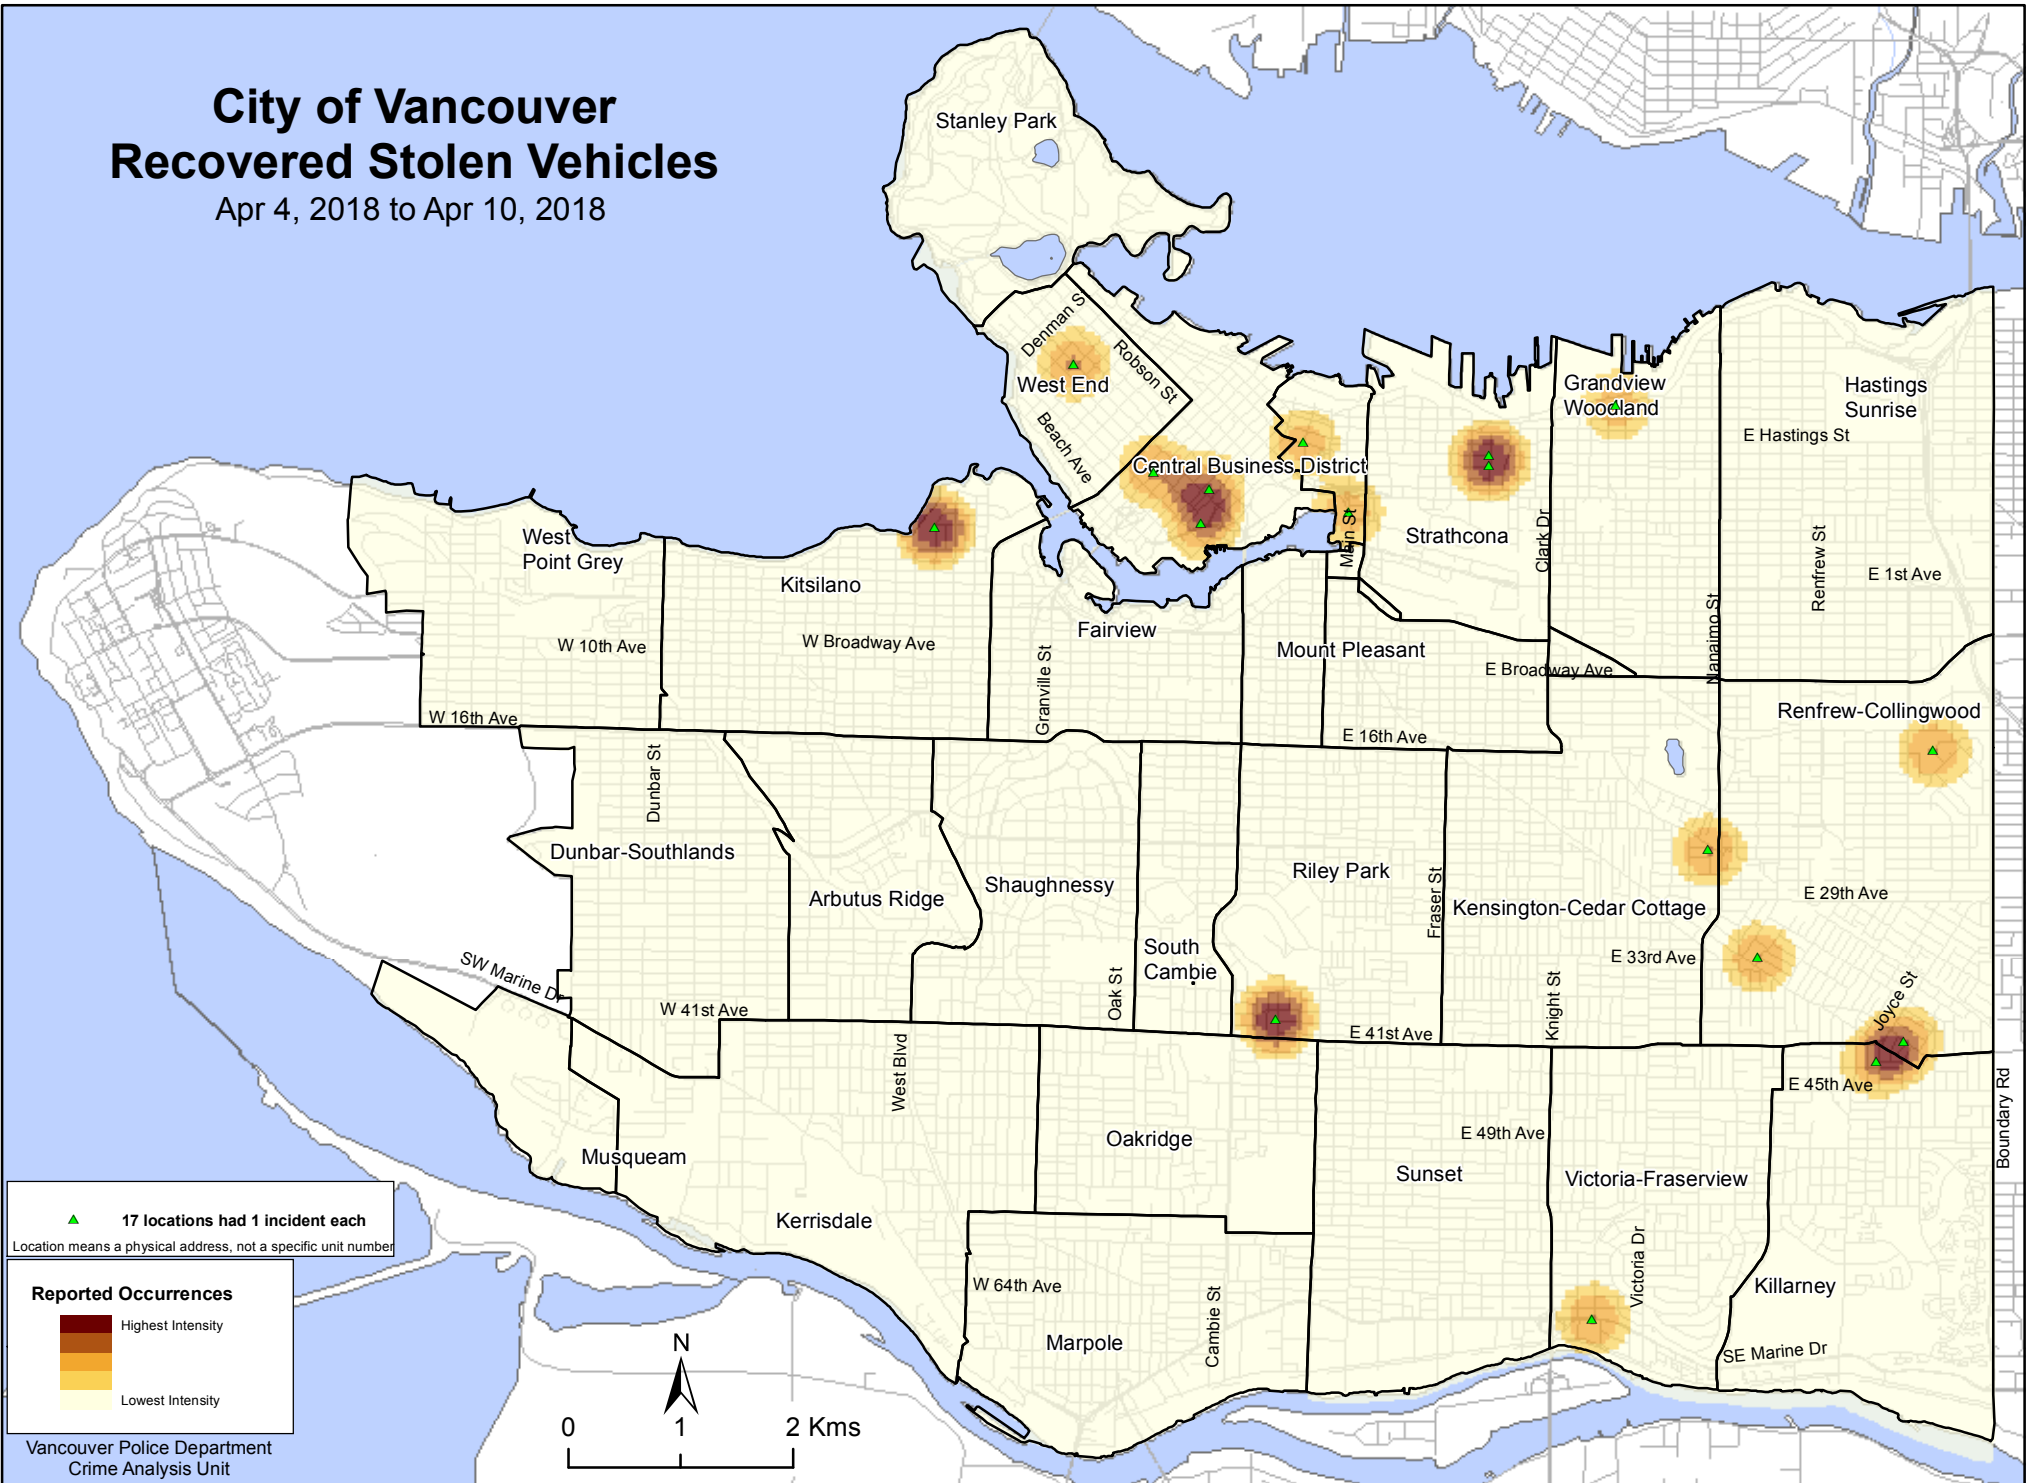 City of Vancouver
Recovered Stolen Vehicles
Apr 4, 2018 to Apr 10, 2018
Stanley Park
Denman S
Robson St
West End
Beach Ave
Central Business District
Grandview
Woodland
Hastings
Sunrise
E Hastings St
Strathcona
Main St
Clark Dr
Renfrew St
E 1st Ave
Nanaimo St
West
Point Grey
Kitsilano
W 10th Ave
W Broadway Ave
Fairview
Granville St
Mount Pleasant
E Broadway Ave
W 16th Ave
E 16th Ave
Renfrew-Collingwood
Dunbar St
Dunbar-Southlands
Arbutus Ridge
Shaughnessy
Riley Park
Fraser St
Kensington-Cedar Cottage
E 29th Ave
South
Cambie
E 33rd Ave
SW Marine Dr
W 41st Ave
Oak St
Knight St
Joyce St
E 41st Ave
West Blvd
E 45th Ave
Boundary Rd
Musqueam
Oakridge
E 49th Ave
Sunset
Victoria-Fraserview
Kerrisdale
Victoria Dr
W 64th Ave
Cambie St
Killarney
Marpole
SE Marine Dr
17 locations had 1 incident each
Location means a physical address, not a specific unit number
Reported Occurrences
Highest Intensity
Lowest Intensity
Vancouver Police Department
Crime Analysis Unit
N
0 1 2 Kms